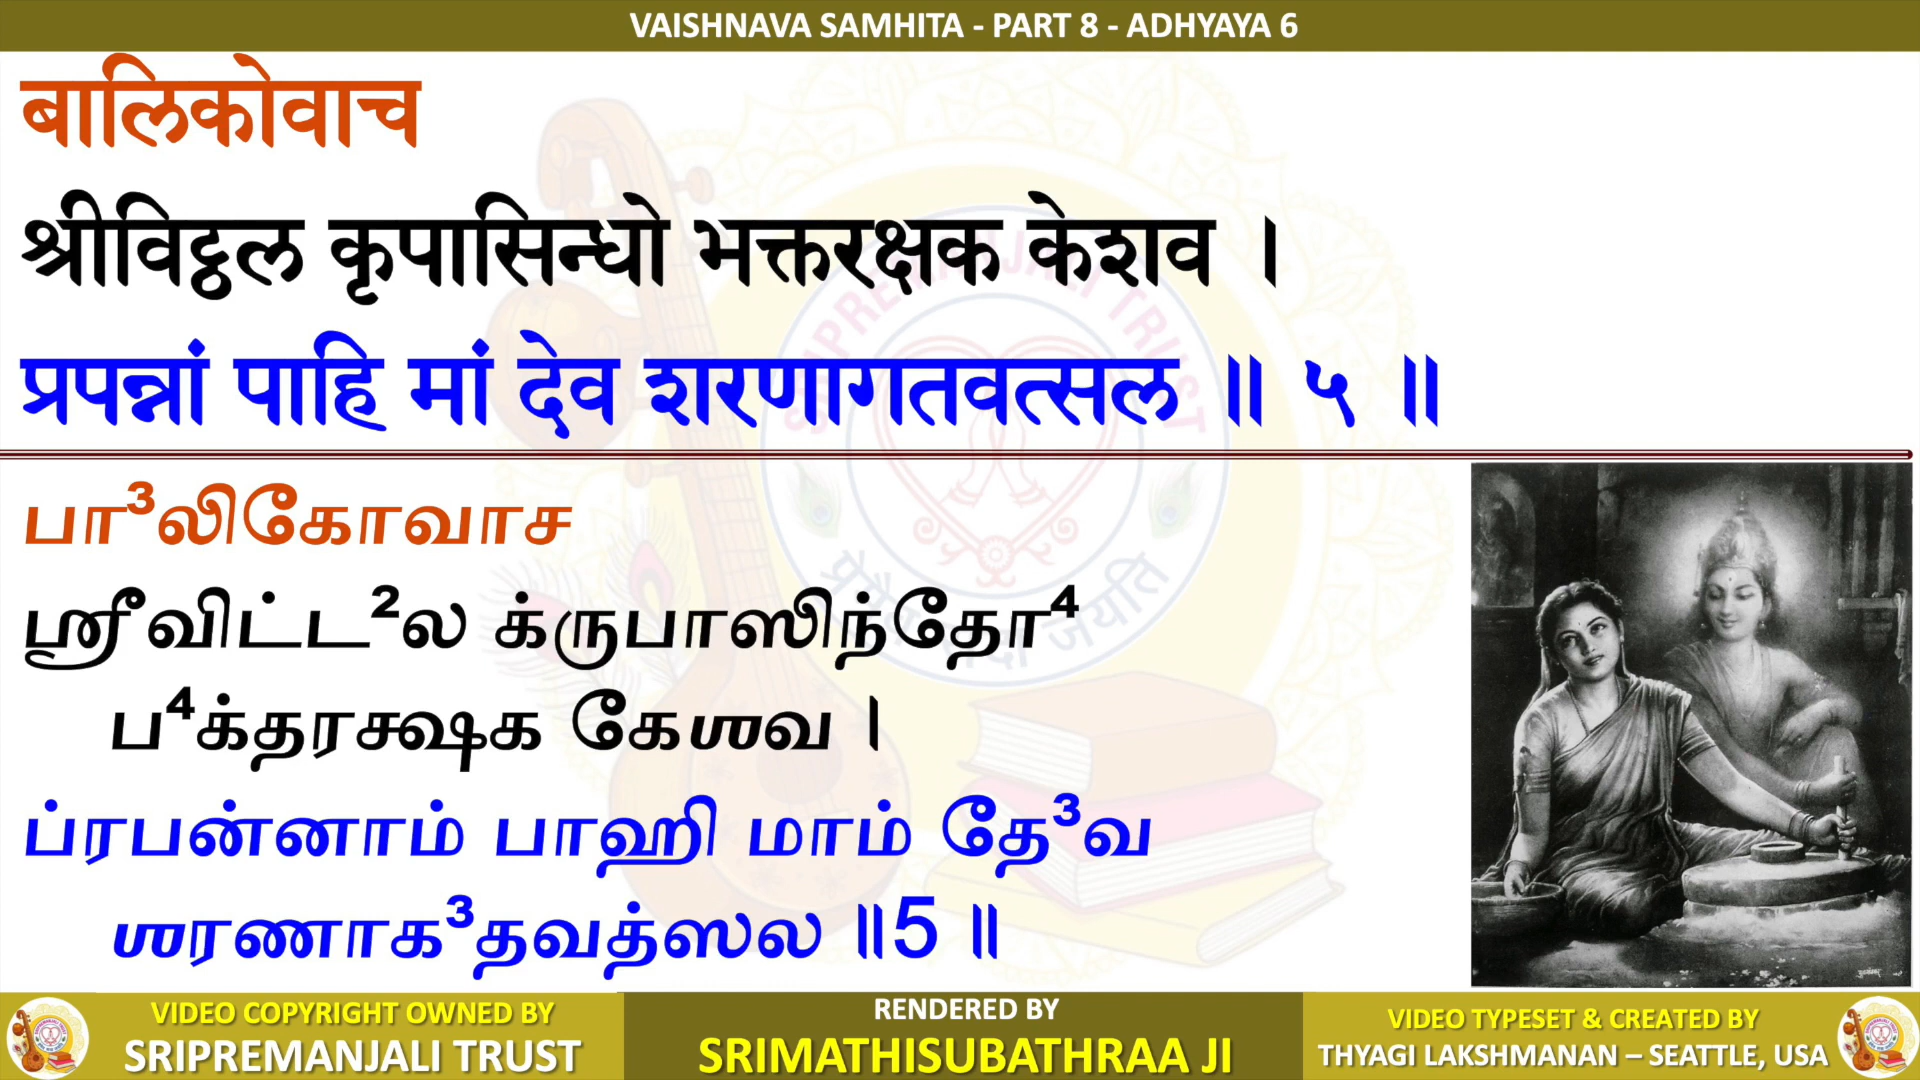 VAISHNAVA SAMHITA - PART 8 - ADHYAYA 6
बालिकोवाच
श्रीविट्ठल कृपासिन्धो भक्तरक्षक केशव ।
प्रपन्नां पाहि मां देव शरणागतवत्सल ॥ ५ ॥
பா³லிகோவாச
ஸ்ரீவிட்ட²ல க்ருபாஸிந்தோ⁴
ப⁴க்தரக்ஷக கேஶவ ।
ப்ரபன்னாம் பாஹி மாம் தே³வ
ஶரணாக³தவத்ஸல ॥5 ॥
VIDEO COPYRIGHT OWNED BY
SRIPREMANJALI TRUST
RENDERED BY
SRIMATHISUBATHRAA JI
VIDEO TYPESET & CREATED BY
THYAGI LAKSHMANAN – SEATTLE, USA